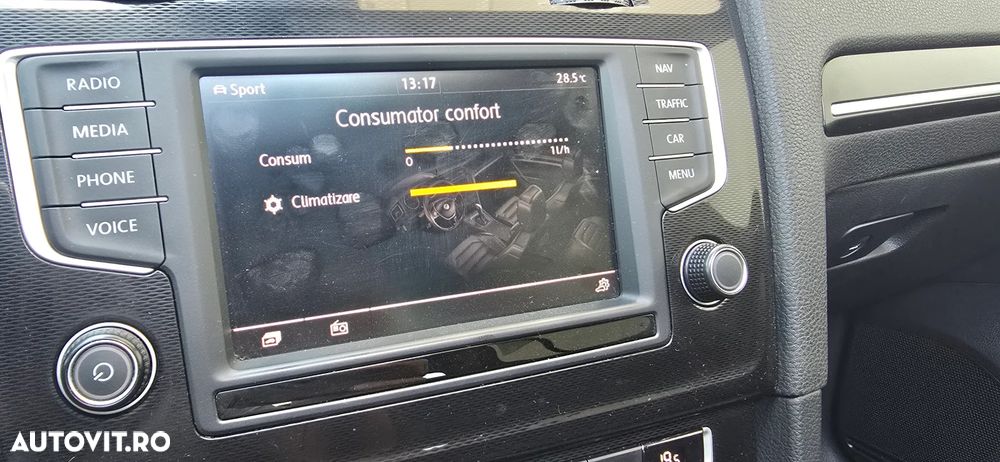 RADIO
MEDIA
PHONE
VOICE
Sport 13:17 28.5°C
Consumator confort
Consum
0 1l/h
Climatizare
NAV
TRAFFIC
CAR
MENU
AUTOVIT.RO